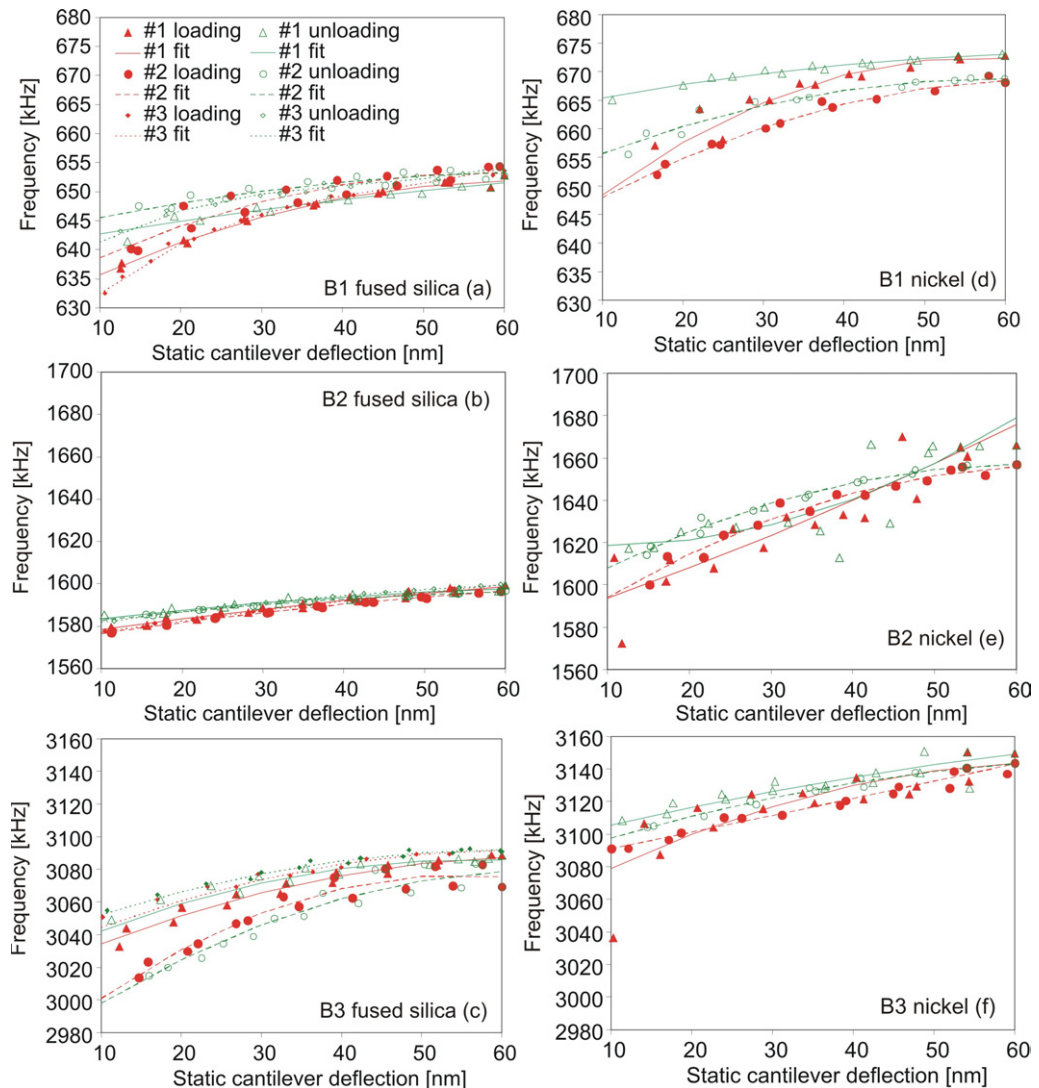 680
675
670
665
660
655
650
645
640
635
630
Frequency [kHz]
#1 loading
#1 fit
#2 loading
#2 fit
#3 loading
#3 fit
#1 unloading
#1 fit
#2 unloading
#2 fit
#3 unloading
#3 fit
B1 fused silica (a)
10 20 30 40 50 60
Static cantilever deflection [nm]
680
675
670
665
660
655
650
645
640
635
630
Frequency [kHz]
B1 nickel (d)
10 20 30 40 50 60
Static cantilever deflection [nm]
1700
1680
1660
1640
1620
1600
1580
1560
Frequency [kHz]
B2 fused silica (b)
10 20 30 40 50 60
Static cantilever deflection [nm]
1700
1680
1660
1640
1620
1600
1580
1560
Frequency [kHz]
B2 nickel (e)
10 20 30 40 50 60
Static cantilever deflection [nm]
3160
3140
3120
3100
3080
3060
3040
3020
3000
2980
Frequency [kHz]
B3 fused silica (c)
10 20 30 40 50 60
Static cantilever deflection [nm]
3160
3140
3120
3100
3080
3060
3040
3020
3000
2980
Frequency [kHz]
B3 nickel (f)
10 20 30 40 50 60
Static cantilever deflection [nm]